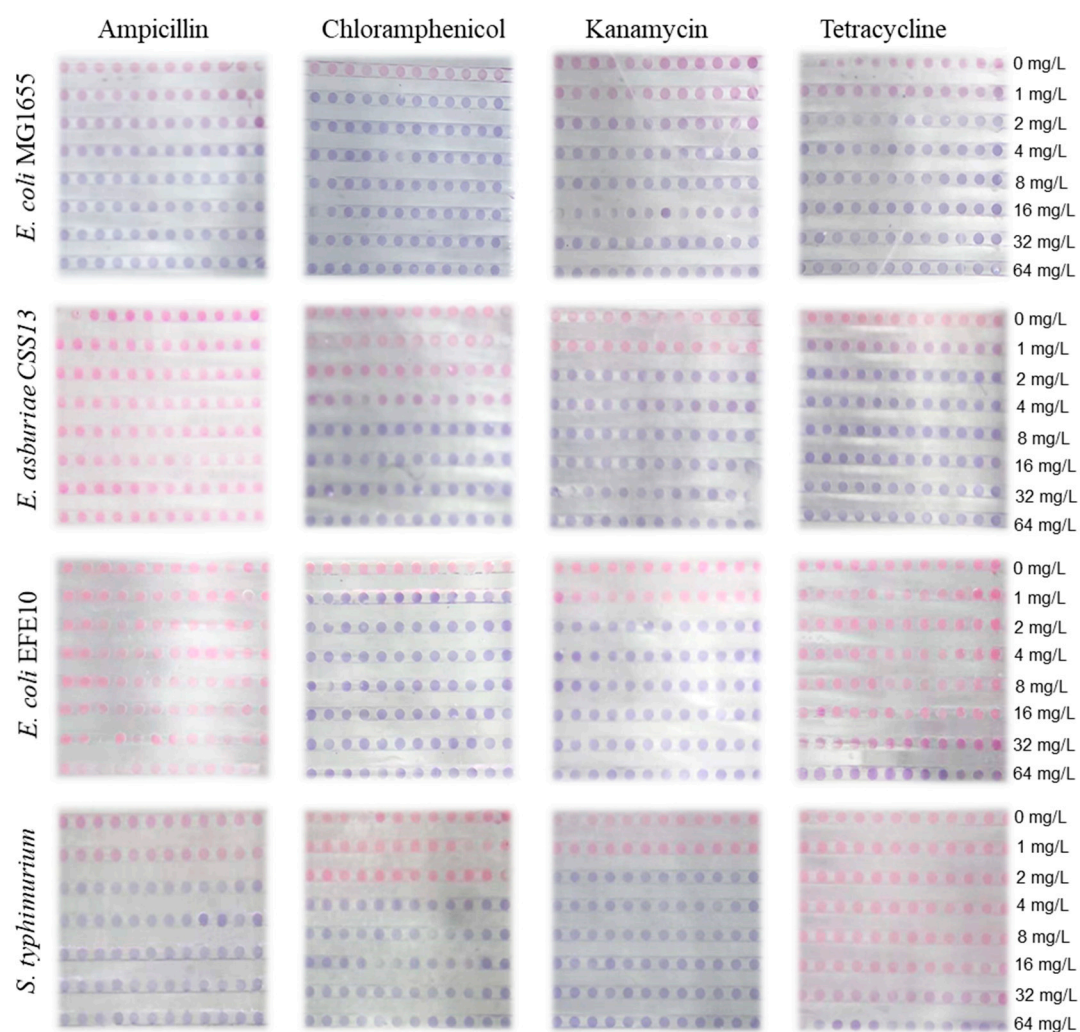 Ampicillin Chloramphenicol Kanamycin Tetracycline
E. coli MG1655
0 mg/L
1 mg/L
2 mg/L
4 mg/L
8 mg/L
16 mg/L
32 mg/L
64 mg/L
E. asburiae CSS13
0 mg/L
1 mg/L
2 mg/L
4 mg/L
8 mg/L
16 mg/L
32 mg/L
64 mg/L
E. coli EFE10
0 mg/L
1 mg/L
2 mg/L
4 mg/L
8 mg/L
16 mg/L
32 mg/L
64 mg/L
S. typhimurium
0 mg/L
1 mg/L
2 mg/L
4 mg/L
8 mg/L
16 mg/L
32 mg/L
64 mg/L